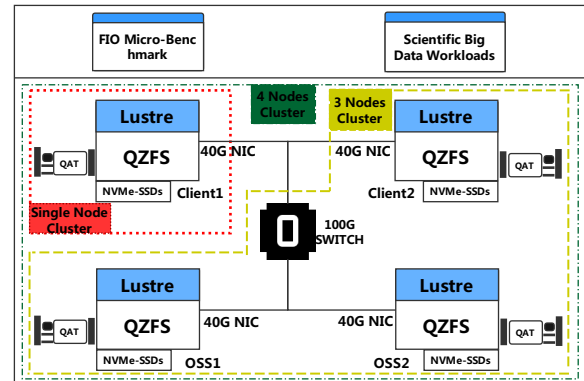 FIO Micro-Benc
hmark
Scientific Big
Data Workloads
4 Nodes
Cluster
3 Nodes
Cluster
Lustre
QZFS
QAT
NVMe-SSDs
Client1
40G NIC
Single Node
Cluster
Lustre
QZFS
QAT
NVMe-SSDs
Client2
40G NIC
100G
SWITCH
Lustre
QZFS
QAT
NVMe-SSDs
OSS1
40G NIC
Lustre
QZFS
QAT
NVMe-SSDs
OSS2
40G NIC